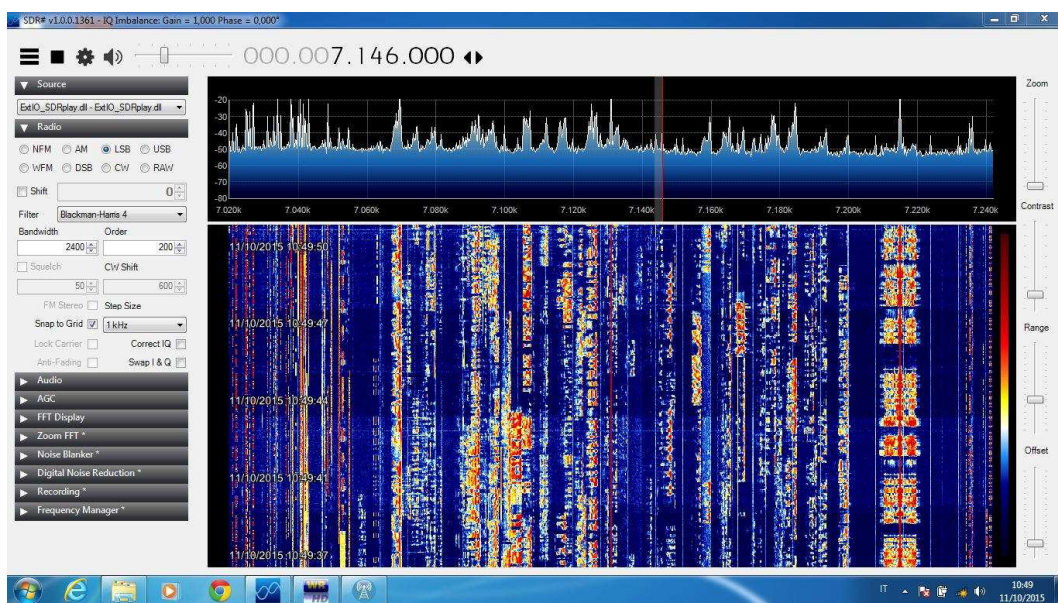 SDR# v1.0.0.1361 - IQ Imbalance: Gain = 1,000 Phase = 0,000°
000.007.146.000
Source
ExtIO_SDRplay.dll - ExtIO_SDRplay.dll
Radio
NFM AM LSB USB
WFM DSB CW RAW
Shift 0
Filter Blackman-Harris 4
Bandwidth Order
2400 200
Squelch CW Shift
50 600
FM Stereo Step Size
Snap to Grid 1 kHz
Lock Carrier Correct IQ
Anti-Fading Swap I & Q
Audio
AGC
FFT Display
Zoom FFT *
Noise Blanker *
Digital Noise Reduction *
Recording *
Frequency Manager *
-20
-30
-40
-50
-60
-70
-80
7.020k 7.040k 7.060k 7.080k 7.100k 7.120k 7.140k 7.160k 7.180k 7.200k 7.220k 7.240k
11/10/2015 10:49:50
11/10/2015 10:49:47
11/10/2015 10:49:44
11/10/2015 10:49:41
11/10/2015 10:49:37
Zoom
Contrast
Range
Offset
WR
HD
IT
10:49
11/10/2015